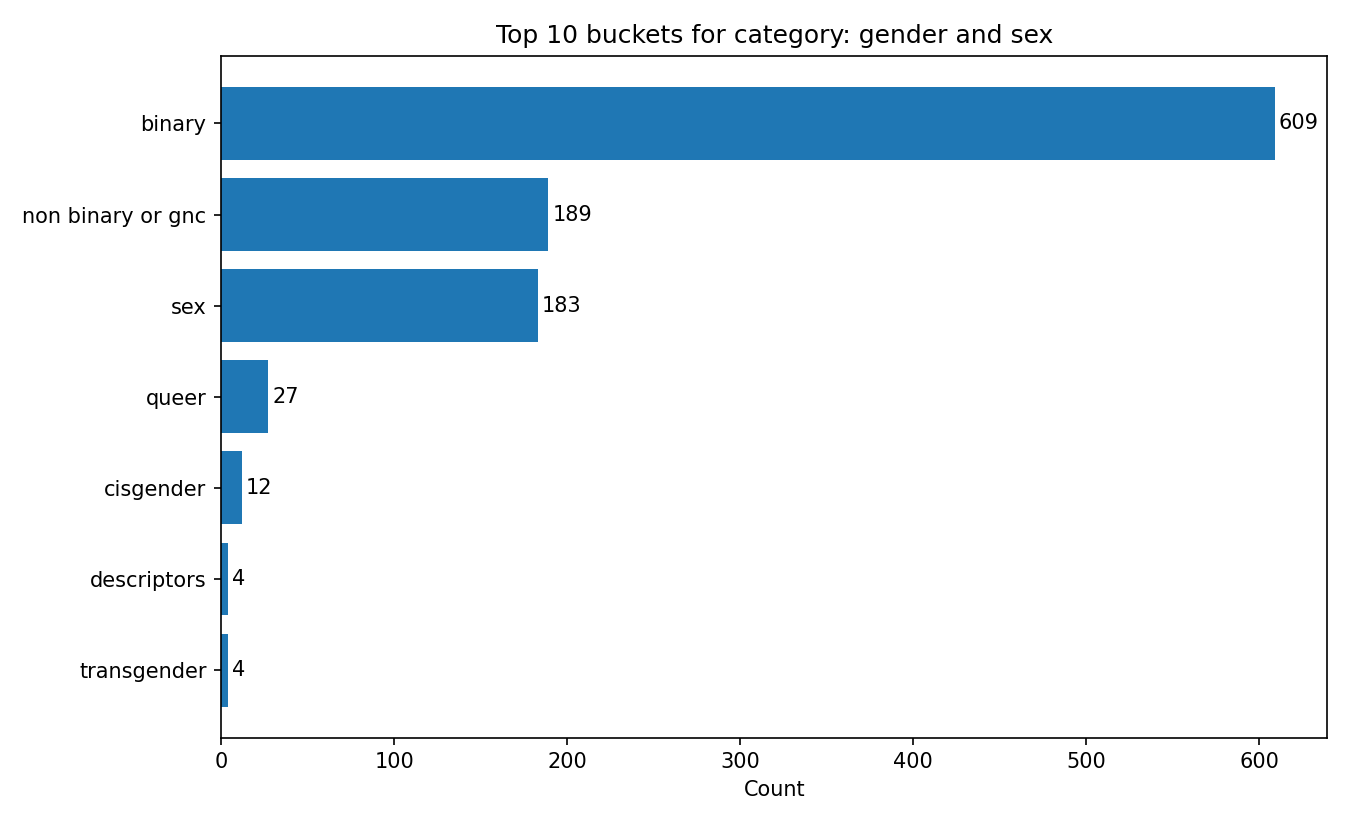 Top 10 buckets for category: gender and sex
binary
609
non binary or gnc
189
sex
183
queer
27
cisgender
12
descriptors
4
transgender
4
0 100 200 300 400 500 600
Count